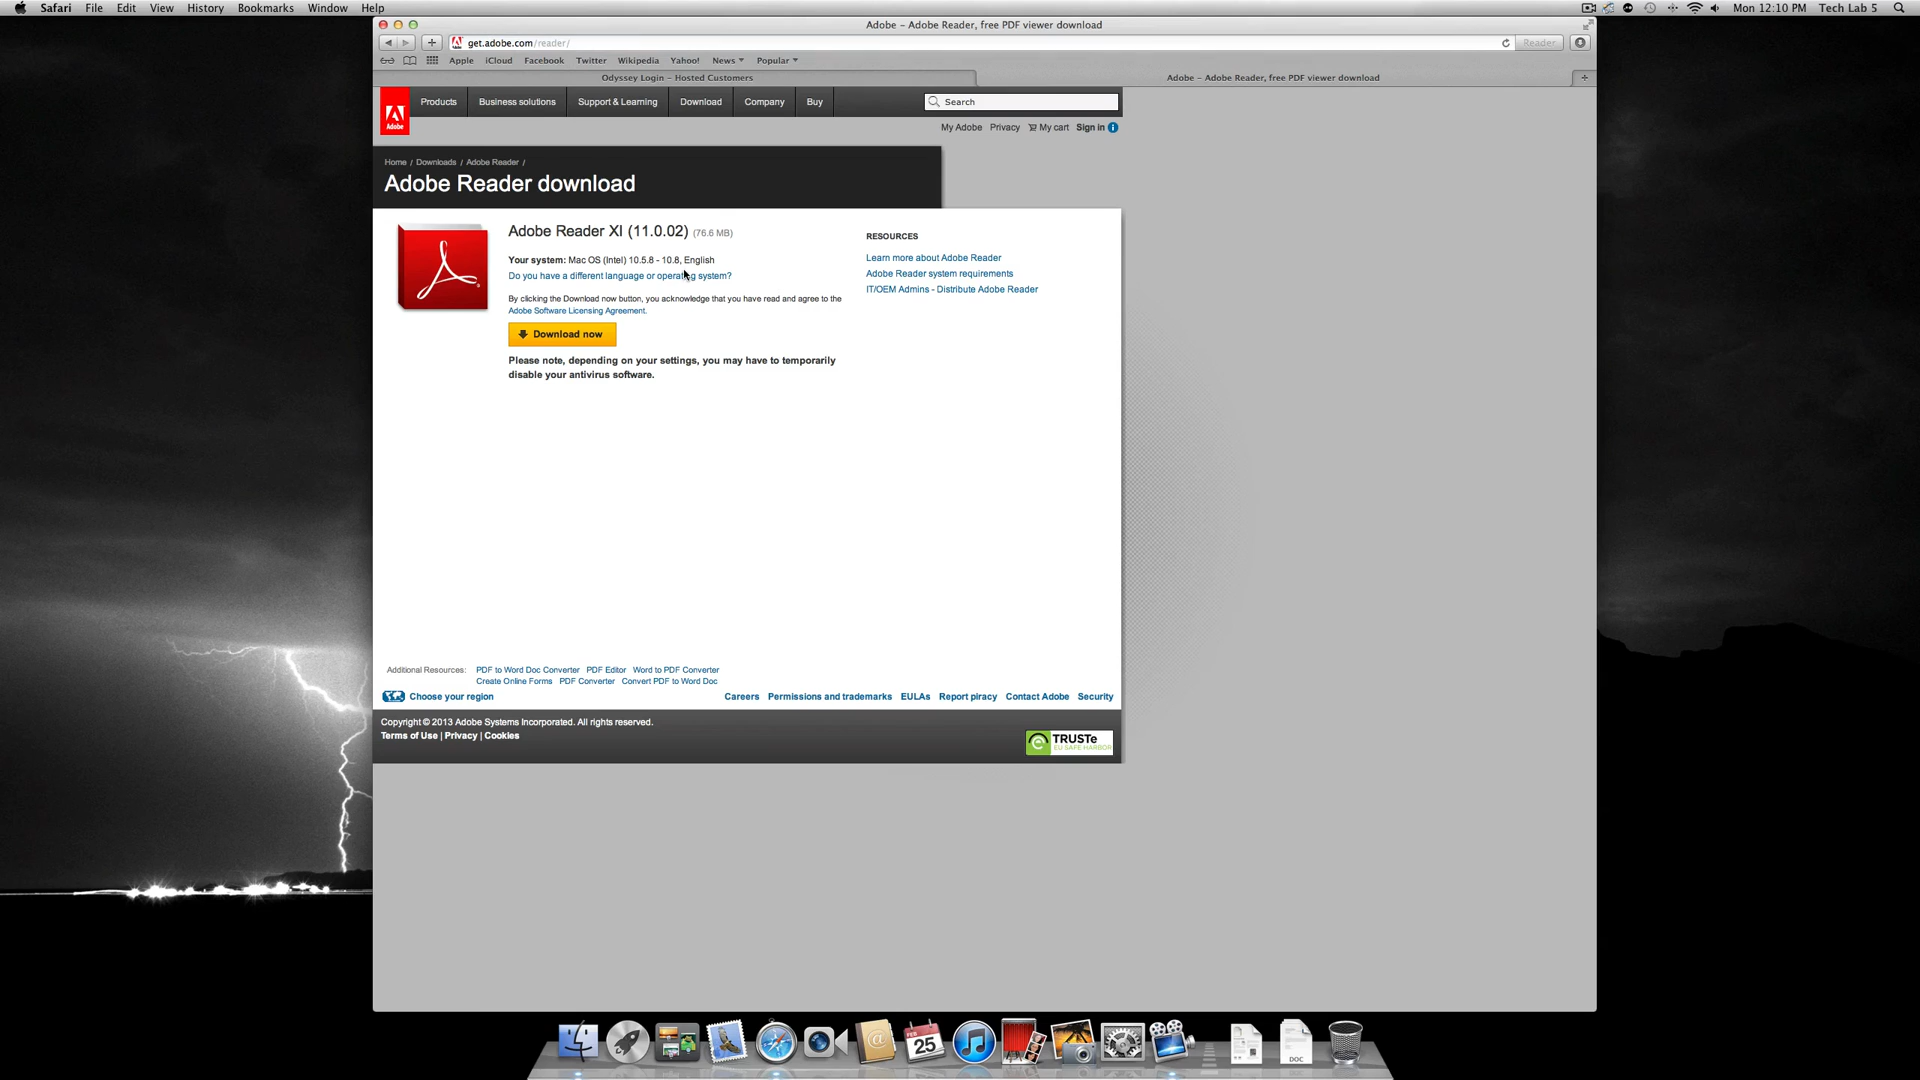 Safari File Edit View History Bookmarks Window Help
Mon 12:10 PM Tech Lab 5
Adobe – Adobe Reader, free PDF viewer download
get.adobe.com/reader/
Reader
Apple iCloud Facebook Twitter Wikipedia Yahoo! News Popular
Odyssey Login – Hosted Customers
Adobe – Adobe Reader, free PDF viewer download
Adobe
Products Business solutions Support & Learning Download Company Buy
Search
My Adobe Privacy My cart Sign in
Home / Downloads / Adobe Reader /
Adobe Reader download
Adobe Reader XI (11.0.02) (76.6 MB)
Your system: Mac OS (Intel) 10.5.8 - 10.8, English
Do you have a different language or operating system?
By clicking the Download now button, you acknowledge that you have read and agree to the
Adobe Software Licensing Agreement.
Download now
Please note, depending on your settings, you may have to temporarily
disable your antivirus software.
RESOURCES
Learn more about Adobe Reader
Adobe Reader system requirements
IT/OEM Admins - Distribute Adobe Reader
Additional Resources: PDF to Word Doc Converter PDF Editor Word to PDF Converter
Create Online Forms PDF Converter Convert PDF to Word Doc
Choose your region
Careers Permissions and trademarks EULAs Report piracy Contact Adobe Security
Copyright © 2013 Adobe Systems Incorporated. All rights reserved.
Terms of Use | Privacy | Cookies
TRUSTe
EU SAFE HARBOR
FEB
25
DOC